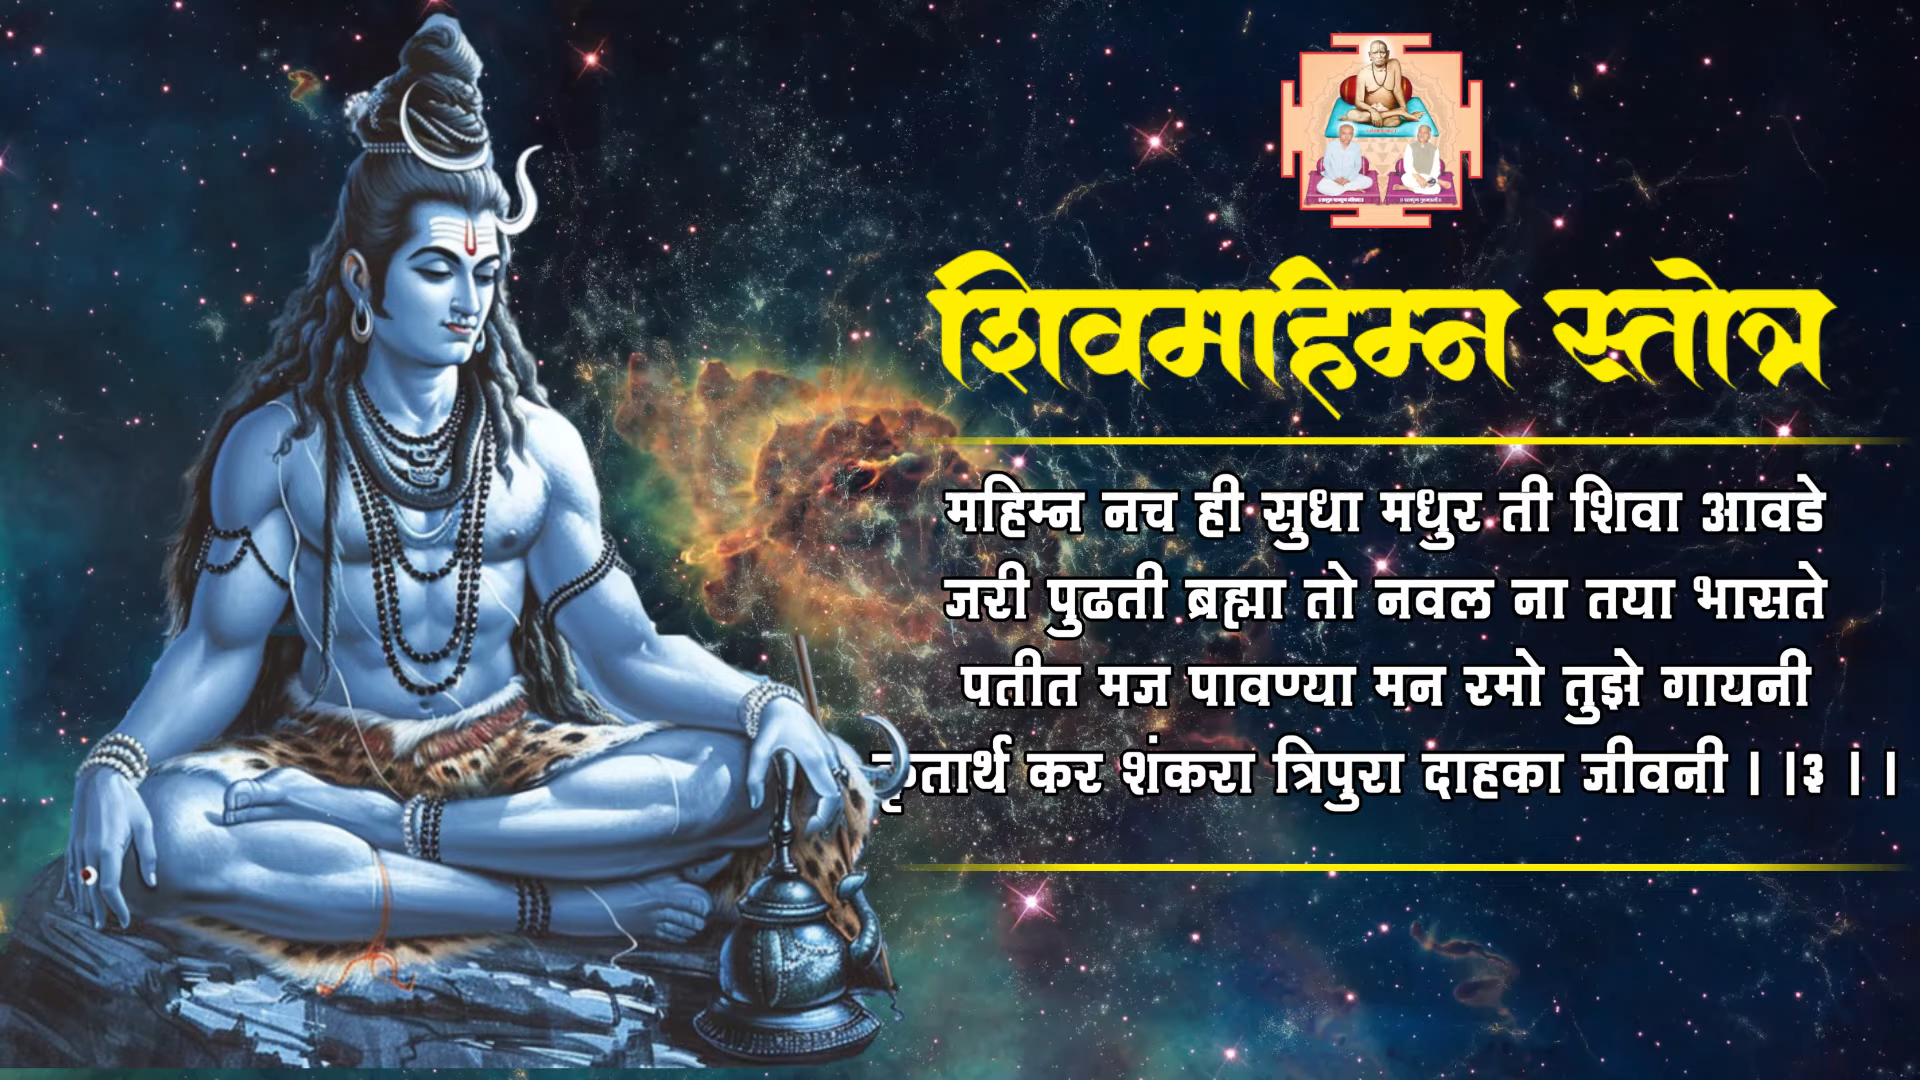 शिवमहिम्न स्तोत्र
महिम्न नच ही सुधा मधुर ती शिवा आवडे
जरी पुढती ब्रह्मा तो नवल ना तया भासते
पतीत मज पावण्या मन रमो तुझे गायनी
कृतार्थ कर शंकरा त्रिपुरा दाहका जीवनी । ।३ । ।